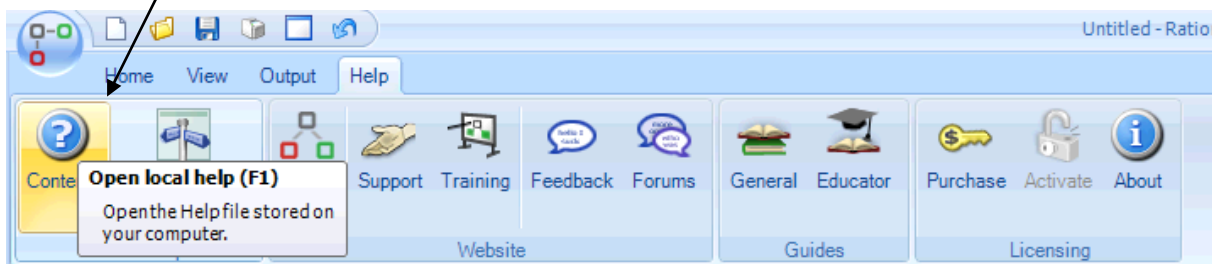 Untitled - Ratio
Home View Output Help
Conte
Open local help (F1)
Open the Help file stored on
your computer.
Support Training Feedback Forums General Educator Purchase Activate About
Website Guides Licensing